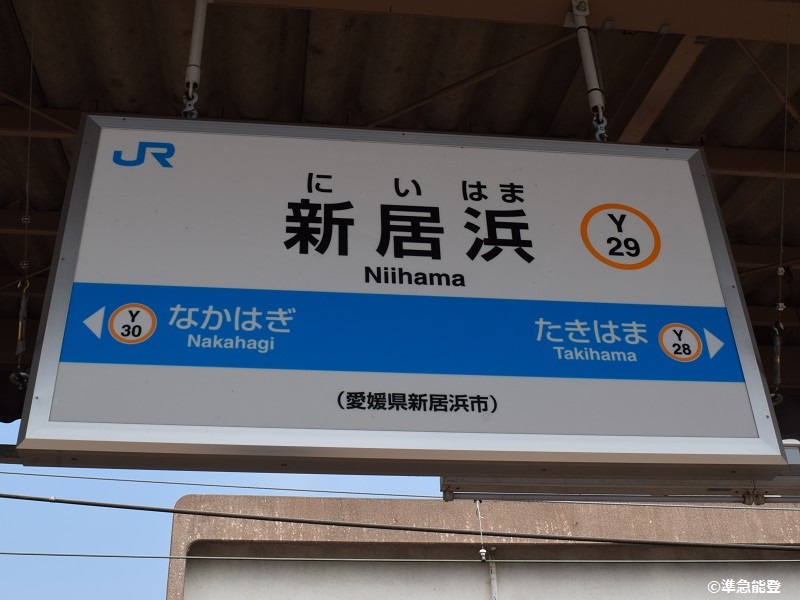 JR
にいはま
新居浜
Niihama
Y
29
Y
30
なかはぎ
Nakahagi
たきはま
Takihama
Y
28
（愛媛県新居浜市）
©準急能登